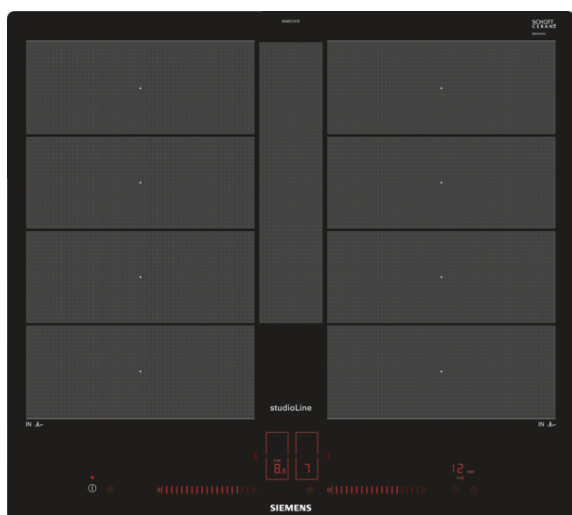 SCHOTT
CERAN®
studioLine
IN
IN
8.
7
12
SIEMENS